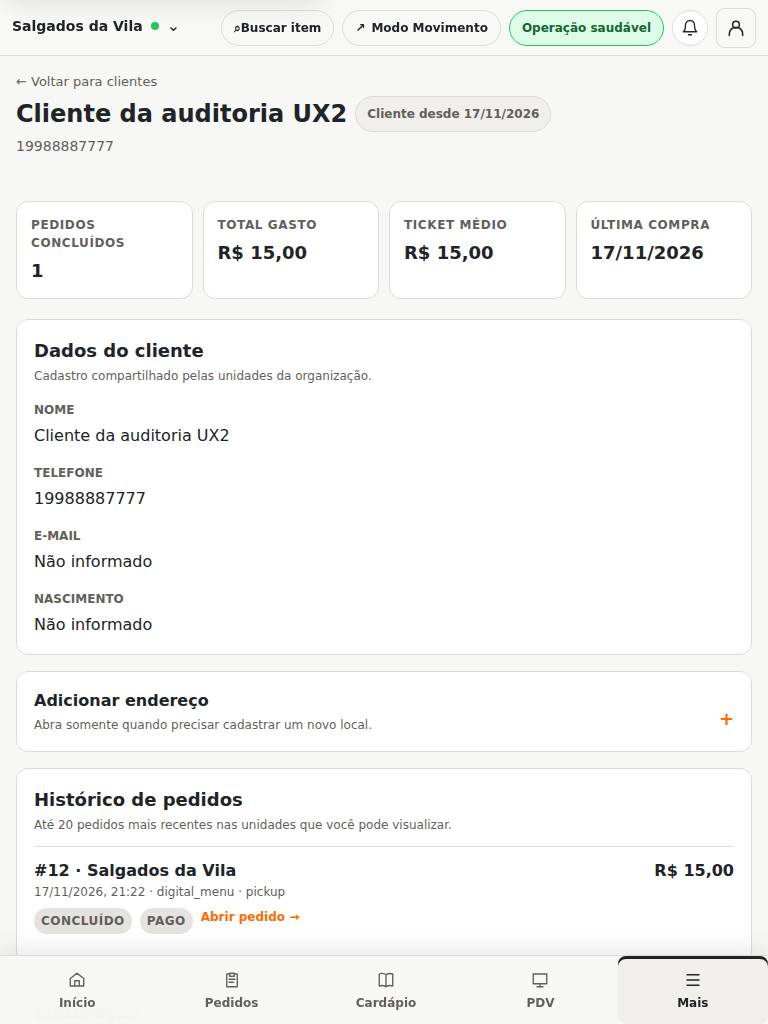 Salgados da Vila
Buscar item
Modo Movimento
Operação saudável
← Voltar para clientes
Cliente da auditoria UX2
Cliente desde 17/11/2026
19988887777
PEDIDOS CONCLUÍDOS
1
TOTAL GASTO
R$ 15,00
TICKET MÉDIO
R$ 15,00
ÚLTIMA COMPRA
17/11/2026
Dados do cliente
Cadastro compartilhado pelas unidades da organização.
NOME
Cliente da auditoria UX2
TELEFONE
19988887777
E-MAIL
Não informado
NASCIMENTO
Não informado
Adicionar endereço
Abra somente quando precisar cadastrar um novo local.
+
Histórico de pedidos
Até 20 pedidos mais recentes nas unidades que você pode visualizar.
#12 · Salgados da Vila
R$ 15,00
17/11/2026, 21:22 · digital_menu · pickup
CONCLUÍDO
PAGO
Abrir pedido →
Início
Pedidos
Cardápio
PDV
Mais